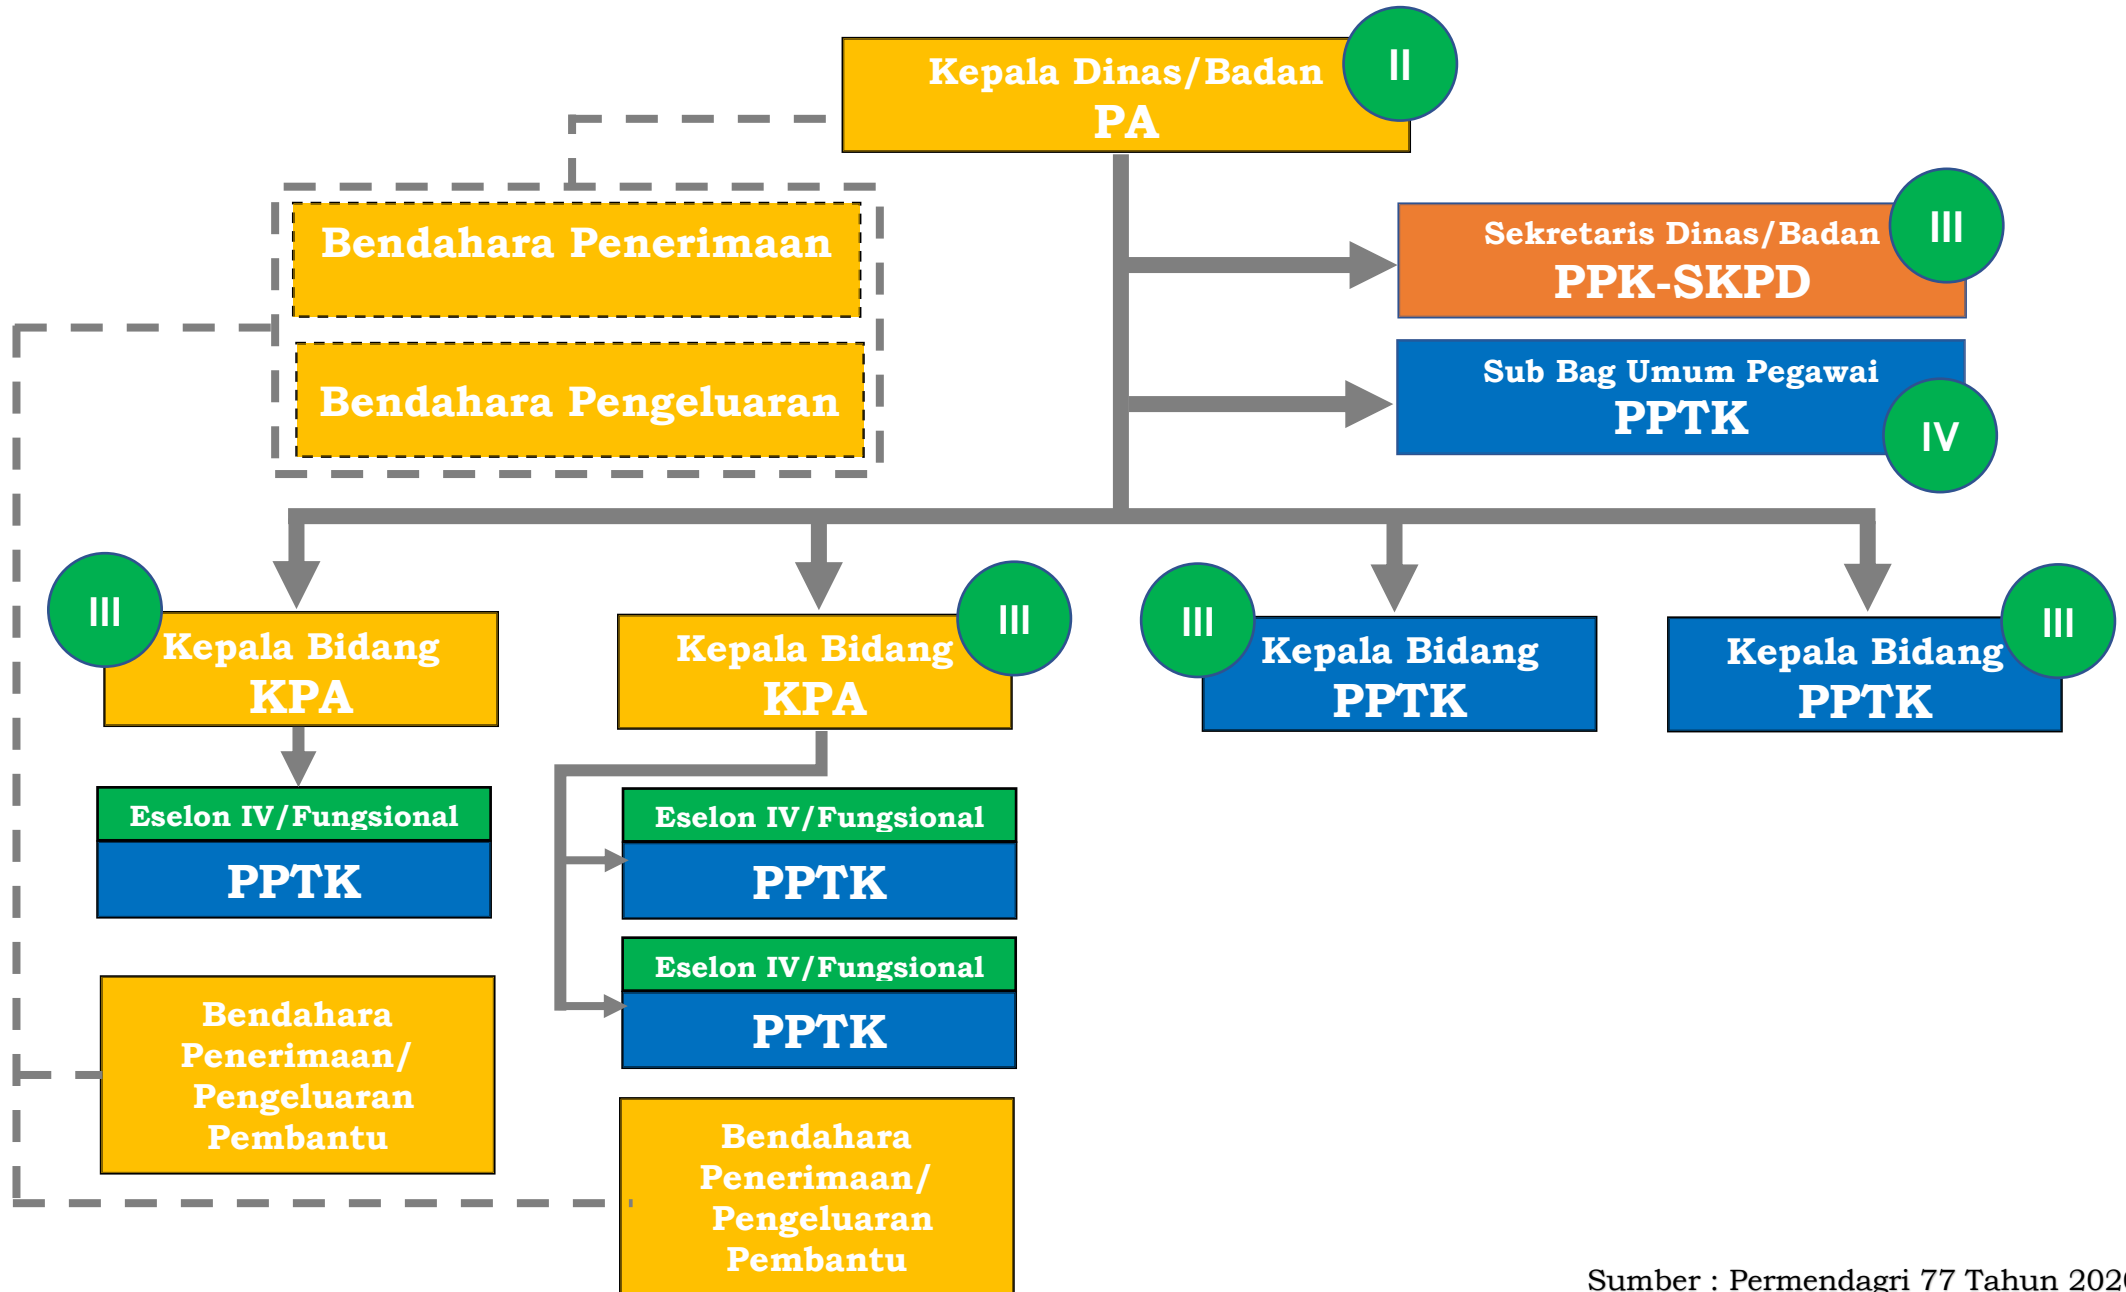 Kepala Dinas/Badan
PA
II
Bendahara Penerimaan
Bendahara Pengeluaran
Sekretaris Dinas/Badan
PPK-SKPD
III
Sub Bag Umum Pegawai
PPTK
IV
III
Kepala Bidang
KPA
Kepala Bidang
KPA
III
III
Kepala Bidang
PPTK
Kepala Bidang
PPTK
III
Eselon IV/Fungsional
PPTK
Eselon IV/Fungsional
PPTK
Eselon IV/Fungsional
PPTK
Bendahara
Penerimaan/
Pengeluaran
Pembantu
Bendahara
Penerimaan/
Pengeluaran
Pembantu
Sumber : Permendagri 77 Tahun 2020